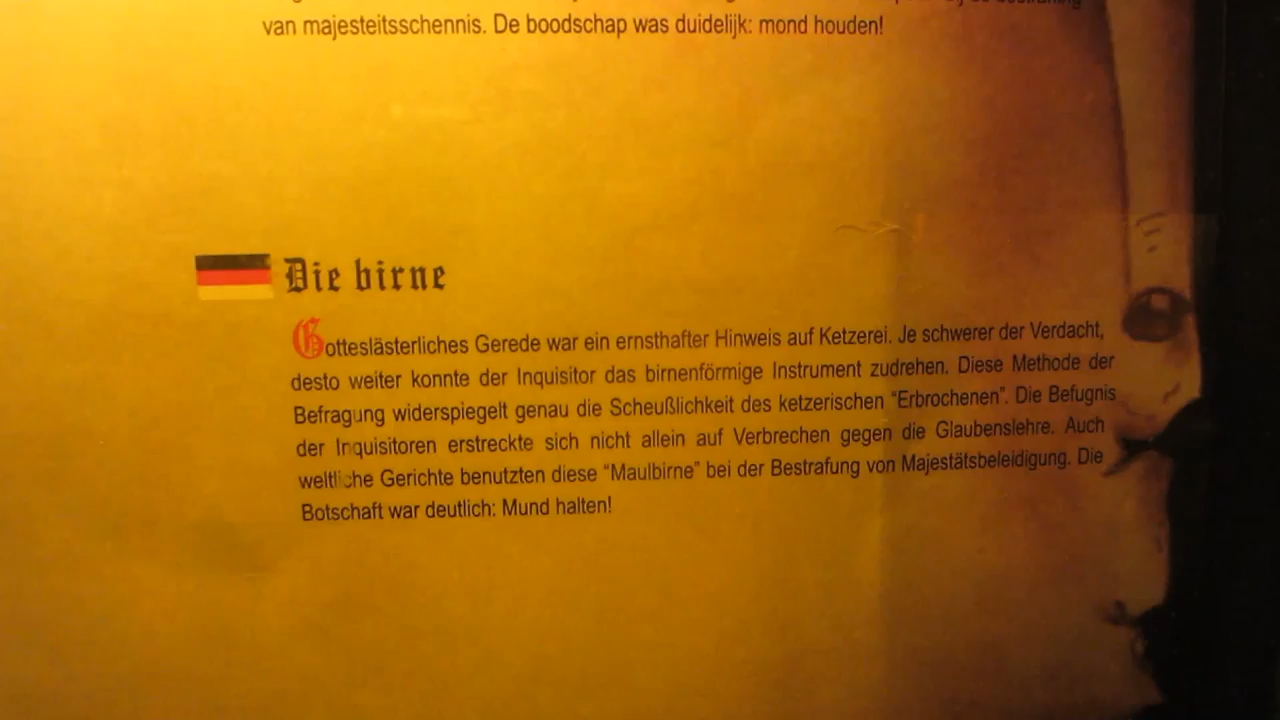 van majesteitsschennis. De boodschap was duidelijk: mond houden!
Die birne
Gotteslästerliches Gerede war ein ernsthafter Hinweis auf Ketzerei. Je schwerer der Verdacht,
desto weiter konnte der Inquisitor das birnenförmige Instrument zudrehen. Diese Methode der
Befragung widerspiegelt genau die Scheußlichkeit des ketzerischen “Erbrochenen”. Die Befugnis
der Inquisitoren erstreckte sich nicht allein auf Verbrechen gegen die Glaubenslehre. Auch
weltliche Gerichte benutzten diese “Maulbirne” bei der Bestrafung von Majestätsbeleidigung. Die
Botschaft war deutlich: Mund halten!